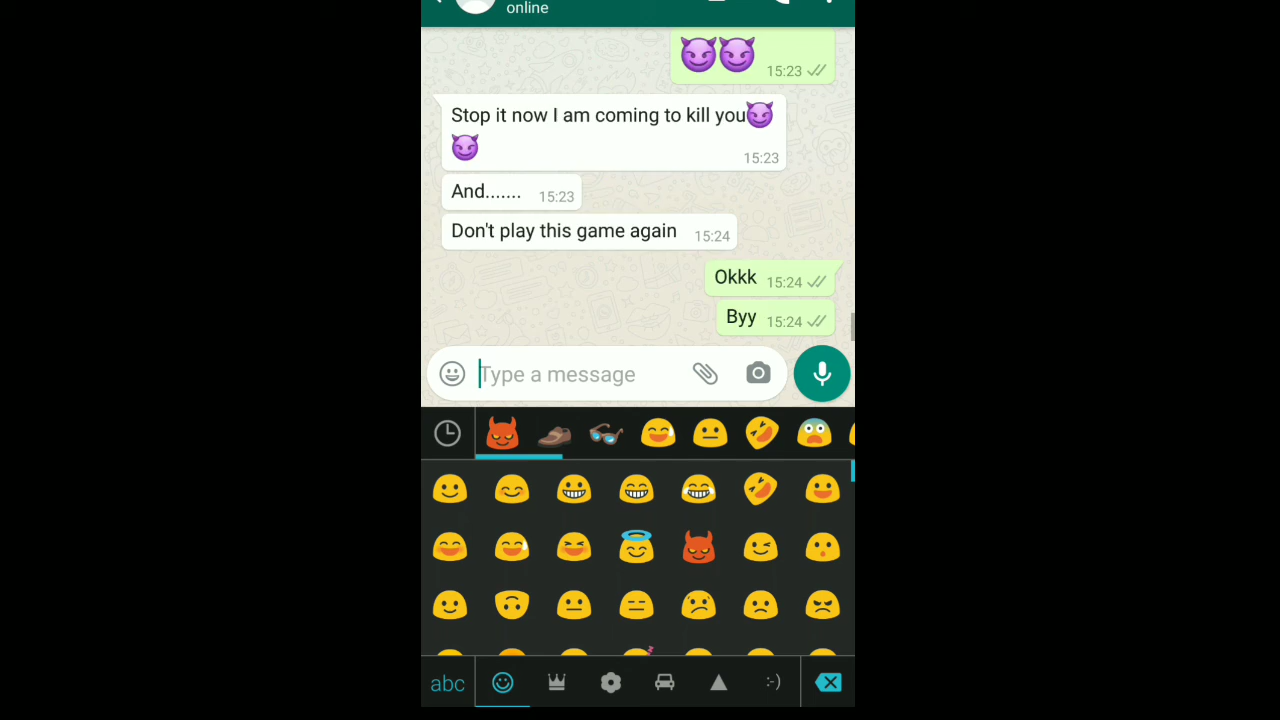 online
15:23
Stop it now I am coming to kill you
15:23
And....... 15:23
Don't play this game again 15:24
Okkk 15:24
Byy 15:24
Type a message
abc
:-)